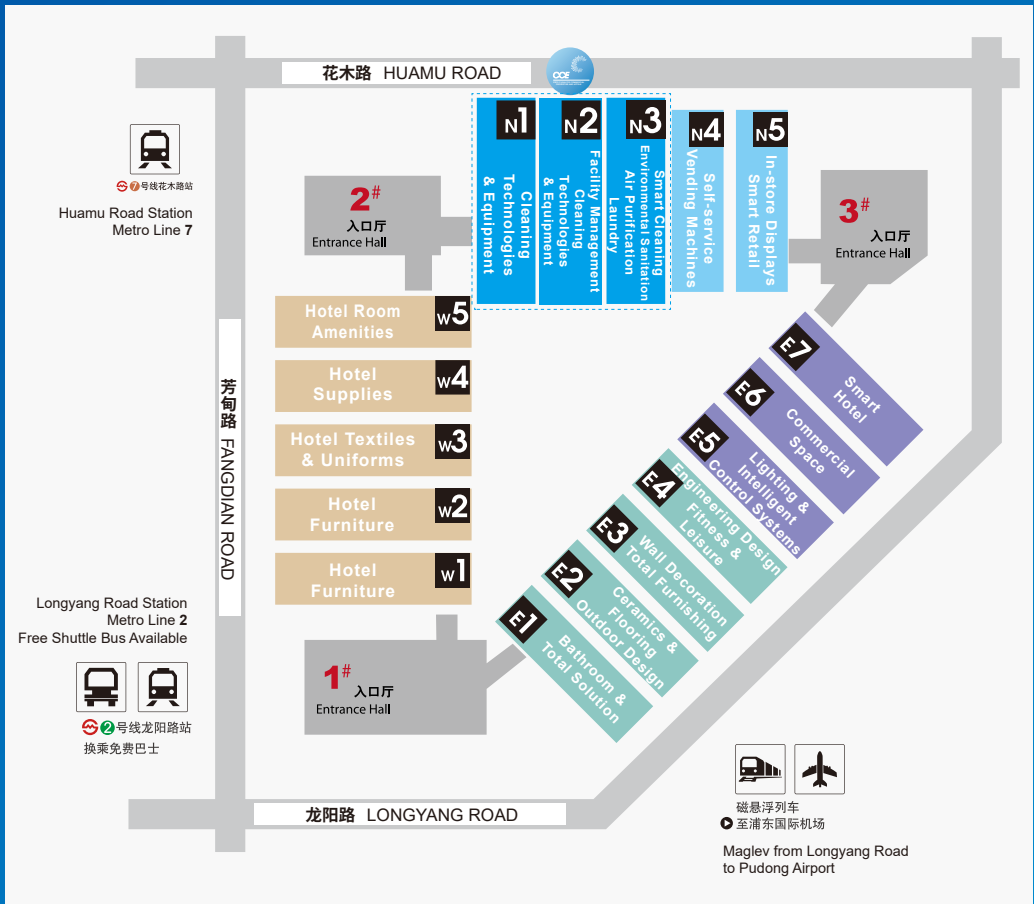 花木路 HUAMU ROAD
CCE
7号线花木路站
Huamu Road Station
Metro Line 7
2#
入口厅
Entrance Hall
N1
Cleaning
Technologies
& Equipment
N2
Facility Management
Cleaning
Technologies
& Equipment
N3
Smart Cleaning
Environmental Sanitation
Air Purification
Laundry
N4
Self-service
Vending Machines
N5
In-store Displays
Smart Retail
3#
入口厅
Entrance Hall
Hotel Room
Amenities
W5
Hotel
Supplies
W4
Hotel Textiles
& Uniforms
W3
Hotel
Furniture
W2
Hotel
Furniture
W1
芳甸路 FANGDIAN ROAD
E7
Smart
Hotel
E6
Commercial
Space
E5
Lighting &
Intelligent
Control Systems
E4
Engineering Design
Fitness &
Leisure
E3
Wall Decoration
Total Furnishing
E2
Ceramics &
Flooring
Outdoor Design
E1
Bathroom &
Total Solution
Longyang Road Station
Metro Line 2
Free Shuttle Bus Available
2号线龙阳路站
换乘免费巴士
1#
入口厅
Entrance Hall
龙阳路 LONGYANG ROAD
磁悬浮列车
至浦东国际机场
Maglev from Longyang Road
to Pudong Airport